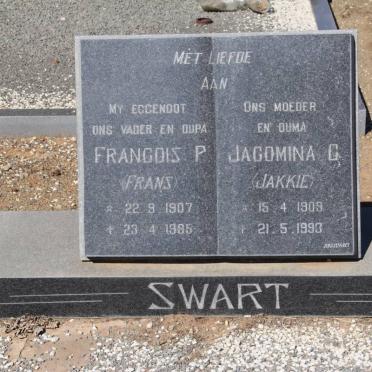 MET LIEFDE
AAN
MY EGGENOOT
ONS VADER EN OUPA
FRANCOIS P
(FRANS)
* 22.9.1907
+ 23.4.1985
ONS MOEDER
EN OUMA
JACOMINA C
(JAKKIE)
* 15.4.1909
+ 21.5.1990
SWART